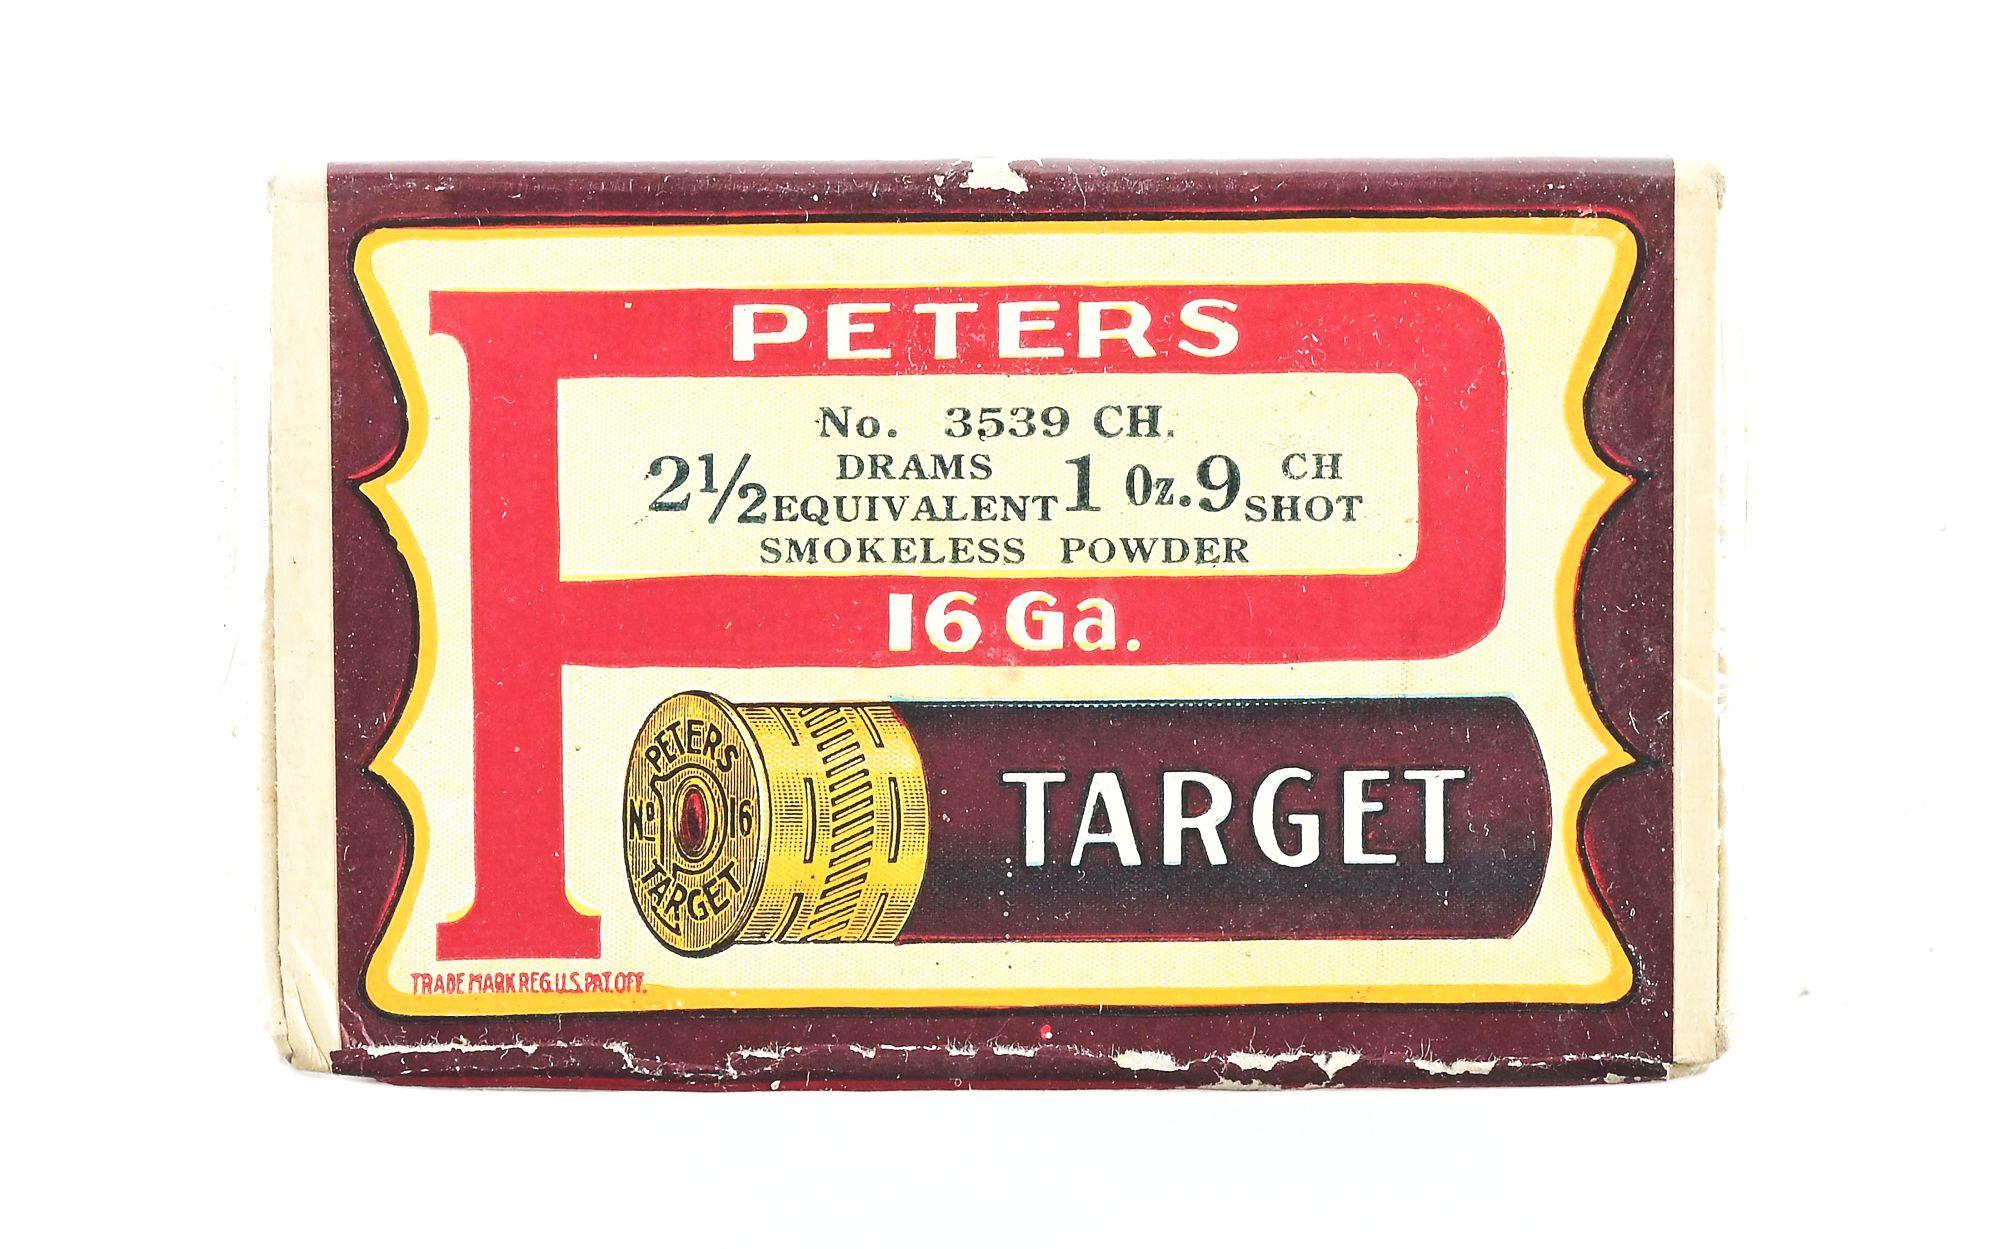 PETERS
No. 3539 CH.
2½ DRAMS EQUIVALENT 1 Oz. 9 CH SHOT
SMOKELESS POWDER
16 Ga.
PETERS
No 16
TARGET
TARGET
TRADE MARK REG. U.S. PAT. OFF.